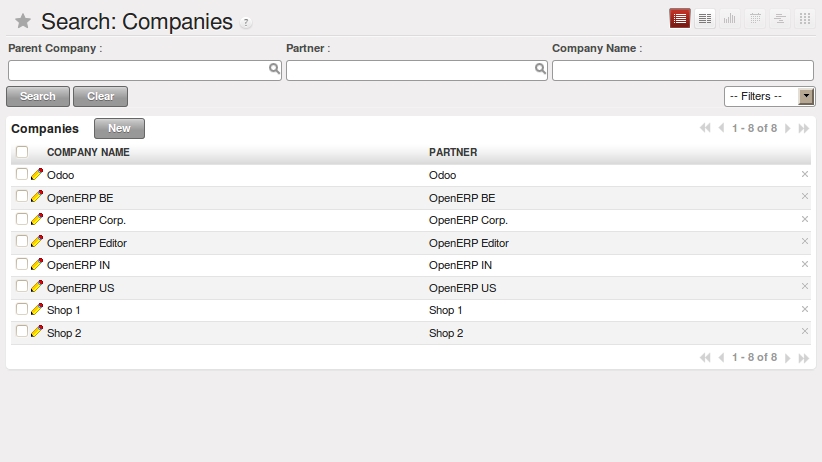 Search: Companies ?
Parent Company : Partner : Company Name :
Search Clear -- Filters --
Companies New 1 - 8 of 8
COMPANY NAME PARTNER
Odoo Odoo
OpenERP BE OpenERP BE
OpenERP Corp. OpenERP Corp.
OpenERP Editor OpenERP Editor
OpenERP IN OpenERP IN
OpenERP US OpenERP US
Shop 1 Shop 1
Shop 2 Shop 2
1 - 8 of 8